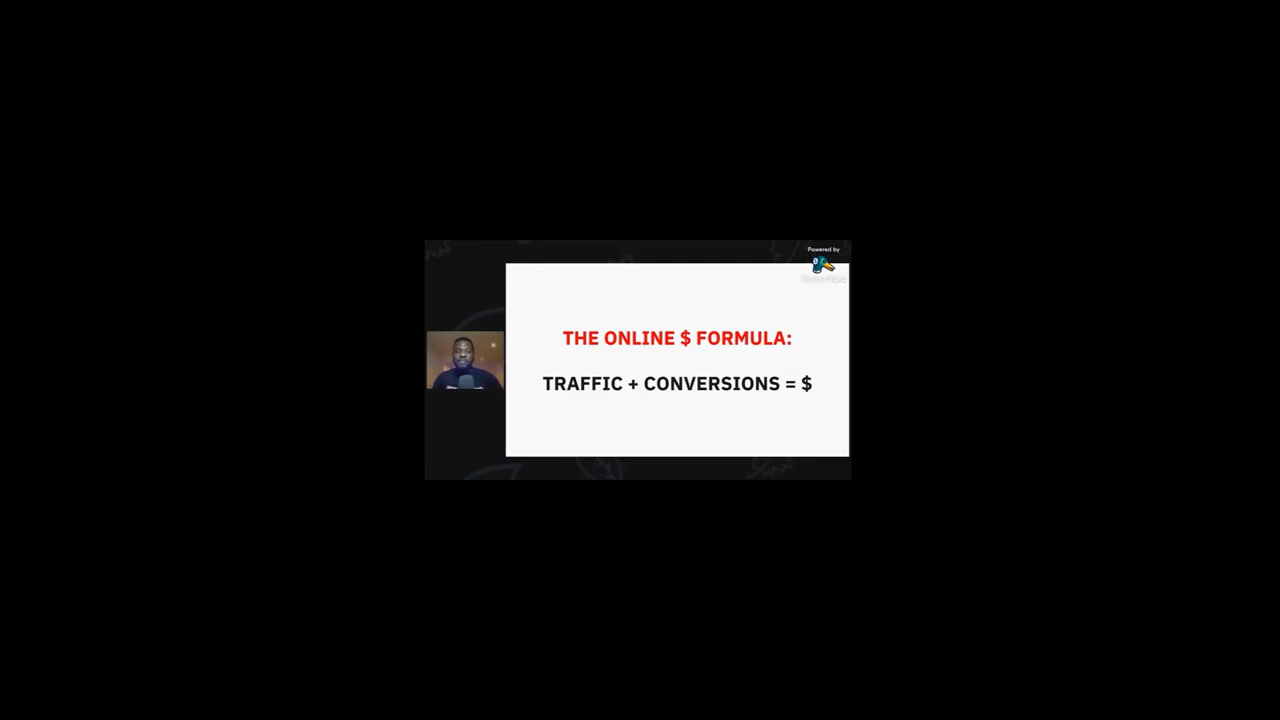 Powered by
THE ONLINE $ FORMULA:
TRAFFIC + CONVERSIONS = $